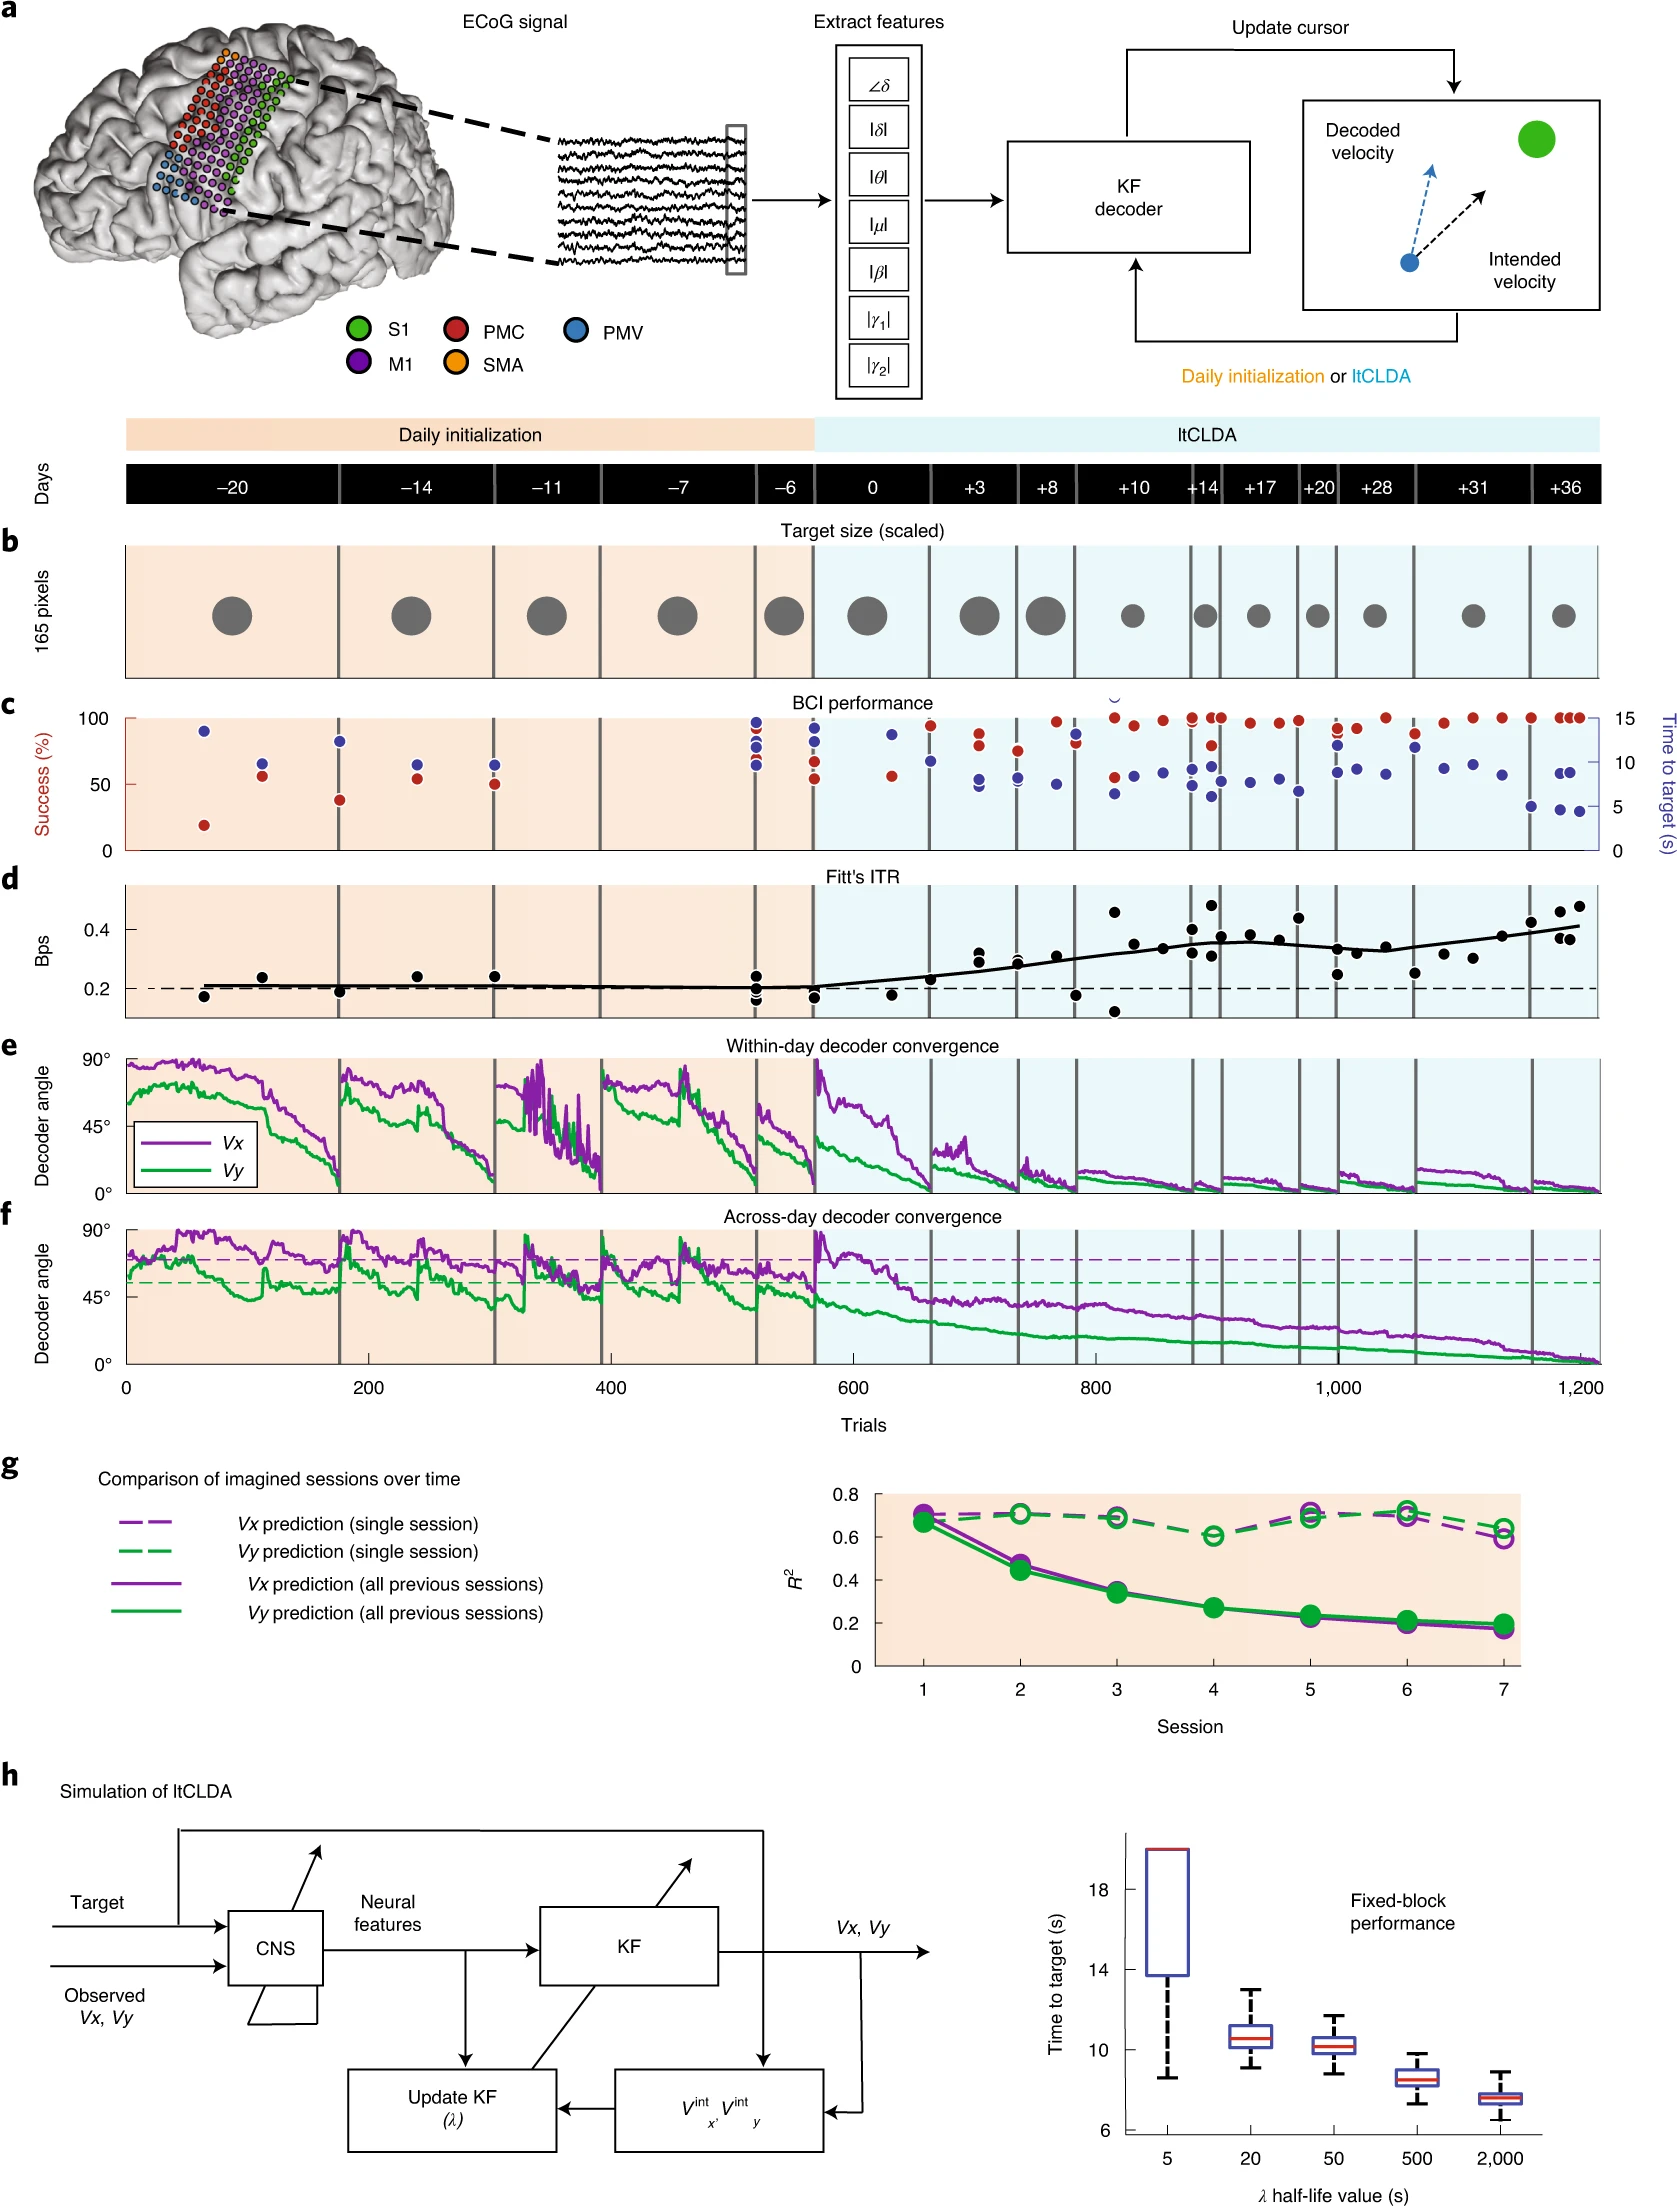 a
ECoG signal
Extract features
Update cursor
∠δ
|δ|
|θ|
|μ|
|β|
|γ1|
|γ2|
KF
decoder
Decoded
velocity
Intended
velocity
S1
PMC
PMV
M1
SMA
Daily initialization or ltCLDA
Daily initialization
ltCLDA
Days
–20
–14
–11
–7
–6
0
+3
+8
+10
+14
+17
+20
+28
+31
+36
b
Target size (scaled)
165 pixels
c
BCI performance
Success (%)
100
50
0
15
10
5
0
Time to target (s)
d
Fitt's ITR
Bps
0.4
0.2
e
Within-day decoder convergence
Decoder angle
90°
45°
0°
Vx
Vy
f
Across-day decoder convergence
Decoder angle
90°
45°
0°
0
200
400
600
800
1,000
1,200
Trials
g
Comparison of imagined sessions over time
Vx prediction (single session)
Vy prediction (single session)
Vx prediction (all previous sessions)
Vy prediction (all previous sessions)
R2
0.8
0.6
0.4
0.2
0
1
2
3
4
5
6
7
Session
h
Simulation of ltCLDA
Target
Observed
Vx, Vy
CNS
Neural
features
KF
Vx, Vy
Update KF
(λ)
V int x, V int y
Time to target (s)
18
14
10
6
Fixed-block
performance
5
20
50
500
2,000
λ half-life value (s)